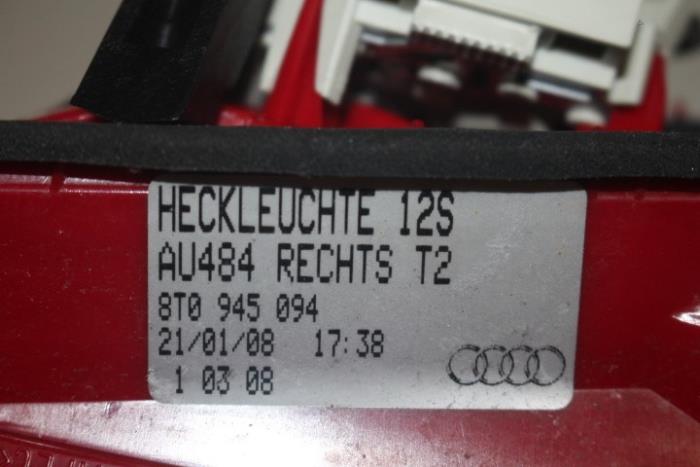 HECKLEUCHTE 12S
AU484 RECHTS T2
8T0 945 094
21/01/08 17:38
1 03 08